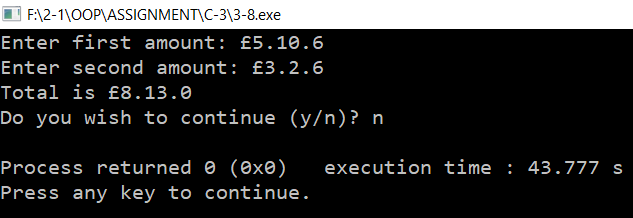 F:\2-1\OOP\ASSIGNMENT\C-3\3-8.exe
Enter first amount: £5.10.6
Enter second amount: £3.2.6
Total is £8.13.0
Do you wish to continue (y/n)? n
Process returned 0 (0x0)   execution time : 43.777 s
Press any key to continue.